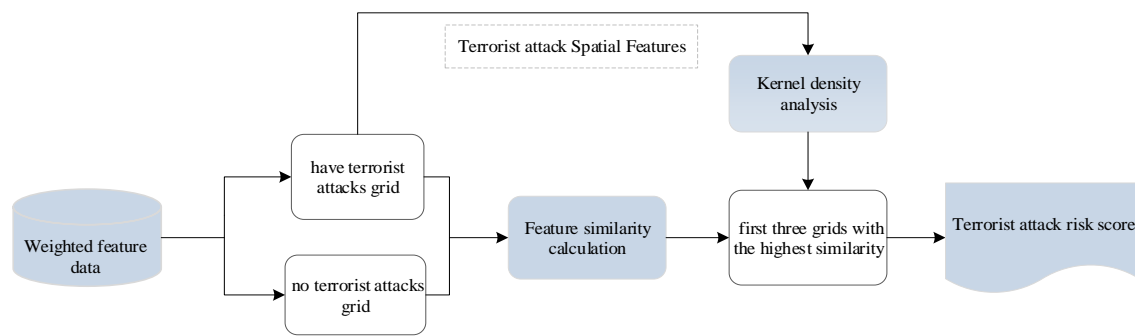 Terrorist attack Spatial Features
Kernel density
analysis
have terrorist
attacks grid
Weighted feature
data
no terrorist attacks
grid
Feature similarity
calculation
first three grids with
the highest similarity
Terrorist attack risk score